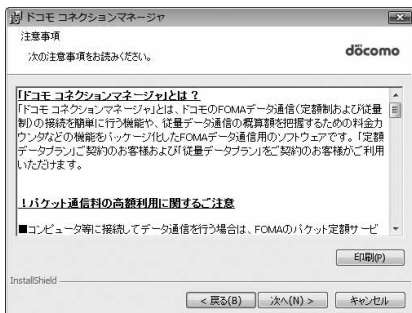 ドコモ コネクションマネージャ
注意事項
次の注意事項をお読みください。
döcomo
「ドコモ コネクションマネージャ」とは？
「ドコモ コネクションマネージャ」とは、ドコモのFOMAデータ通信(定額制および従量
制)の接続を簡単に行う機能や、従量データ通信の概算額を把握するための料金カ
ウンタなどの機能をパッケージ化したFOMAデータ通信用のソフトウェアです。「定額
データプラン」ご契約のお客様および「従量データプラン」をご契約のお客様がご利用
いただけます。
！パケット通信料の高額利用に関するご注意
■コンピュータ等に接続してデータ通信を行う場合は、FOMAのパケット定額サービ
印刷(P)
InstallShield
< 戻る(B)
次へ(N) >
キャンセル